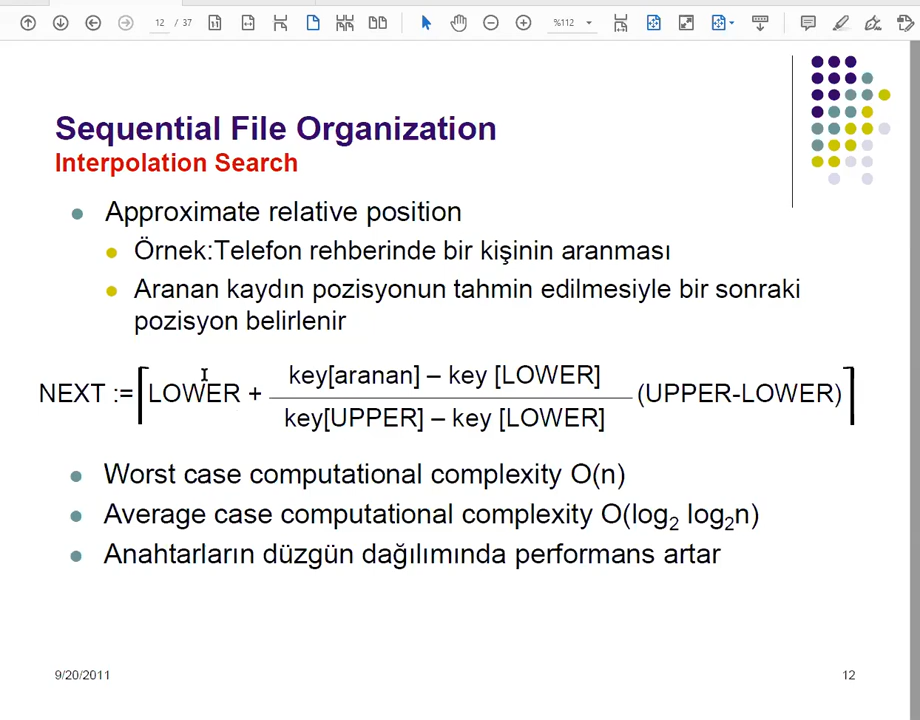 12 / 37
%112
Sequential File Organization
Interpolation Search
Approximate relative position
Örnek:Telefon rehberinde bir kişinin aranması
Aranan kaydın pozisyonun tahmin edilmesiyle bir sonraki
pozisyon belirlenir
key[aranan] – key [LOWER]
NEXT := ⌈LOWER + (UPPER-LOWER)⌉
key[UPPER] – key [LOWER]
Worst case computational complexity O(n)
Average case computational complexity O(log₂ log₂n)
Anahtarların düzgün dağılımında performans artar
9/20/2011
12